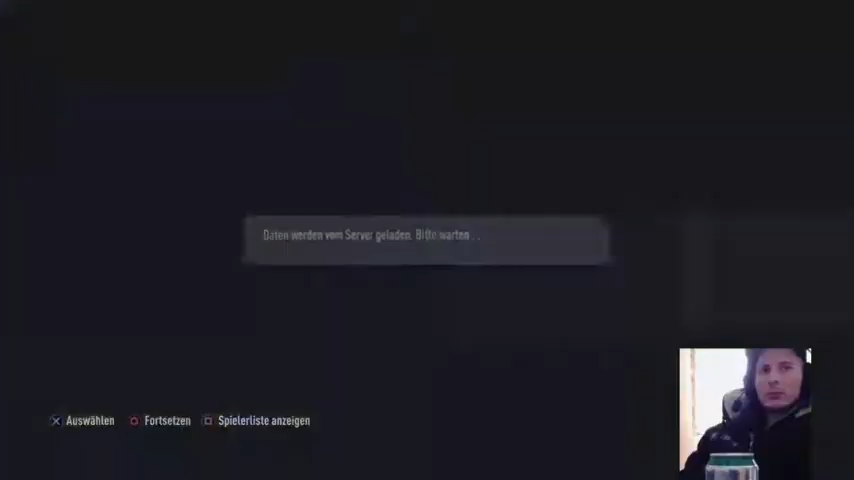 Daten werden vom Server geladen. Bitte warten . .
Auswählen Fortsetzen Spielerliste anzeigen